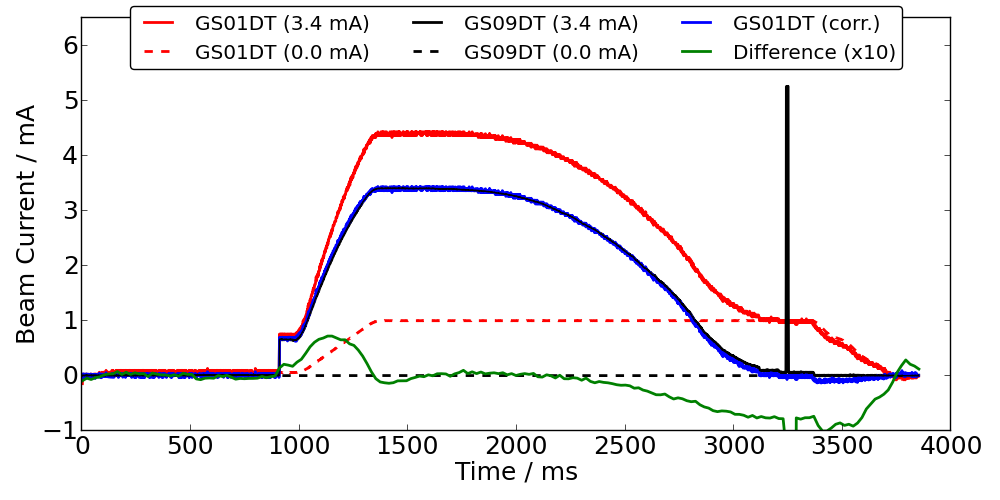 GS01DT (3.4 mA) GS09DT (3.4 mA) GS01DT (corr.)
GS01DT (0.0 mA) GS09DT (0.0 mA) Difference (x10)
6
5
4
3
2
1
0
−1
Beam Current / mA
0 500 1000 1500 2000 2500 3000 3500 4000
Time / ms